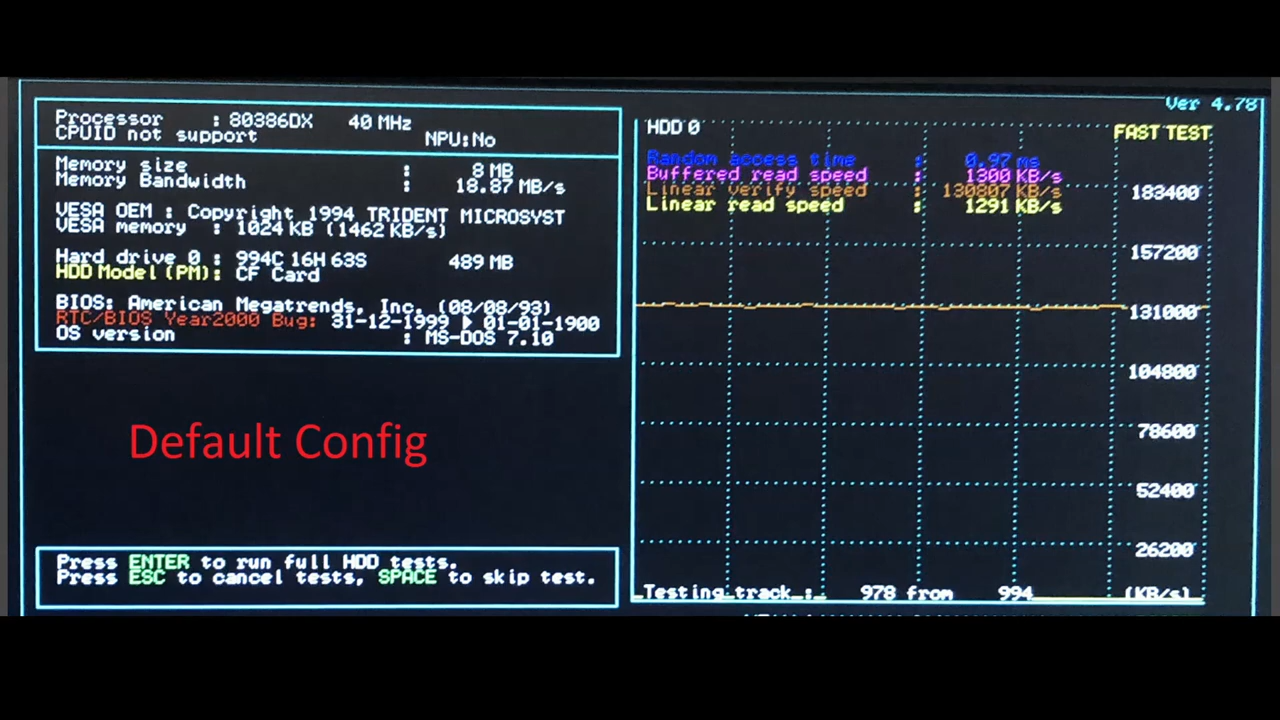 Ver 4.78
Processor : 80386DX 40 MHz
CPUID not support NPU:No
Memory size : 8 MB
Memory Bandwidth : 18.87 MB/s
VESA OEM : Copyright 1994 TRIDENT MICROSYST
VESA memory : 1024 KB (1462 KB/s)
Hard drive 0 : 994C 16H 63S 489 MB
HDD Model (PM): CF Card
BIOS: American Megatrends, Inc. (08/08/93)
RTC/BIOS Year2000 Bug: 31-12-1999 ▶ 01-01-1900
OS version : MS-DOS 7.10
Default Config
Press ENTER to run full HDD tests.
Press ESC to cancel tests, SPACE to skip test.
HDD 0 FAST TEST
Random access time : 0.97 ms
Buffered read speed : 1300 KB/s
Linear verify speed : 130807 KB/s
Linear read speed : 1291 KB/s
183400
157200
131000
104800
78600
52400
26200
Testing track : 978 from 994 (KB/s)